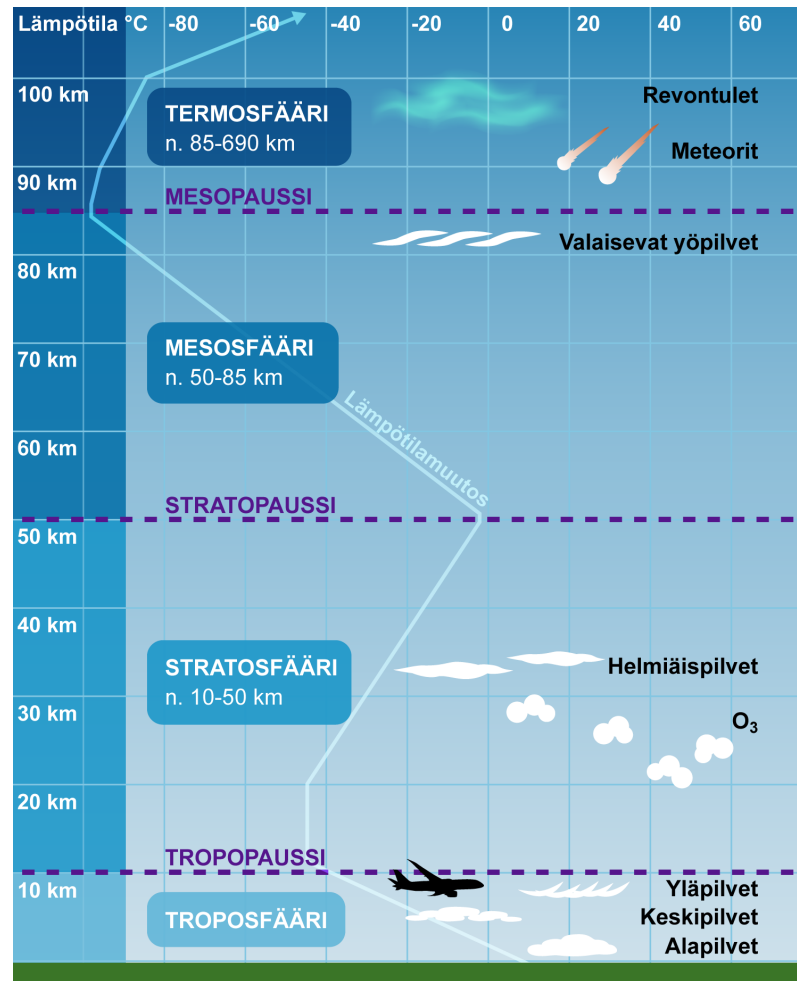 Lämpötila °C -80 -60 -40 -20 0 20 40 60
100 km
TERMOSFÄÄRI
n. 85-690 km
Revontulet
Meteorit
90 km
MESOPAUSSI
Valaisevat yöpilvet
80 km
MESOSFÄÄRI
n. 50-85 km
70 km
Lämpötilamuutos
60 km
STRATOPAUSSI
50 km
40 km
STRATOSFÄÄRI
n. 10-50 km
Helmiäispilvet
30 km
O₃
20 km
TROPOPAUSSI
10 km
Yläpilvet
TROPOSFÄÄRI
Keskipilvet
Alapilvet